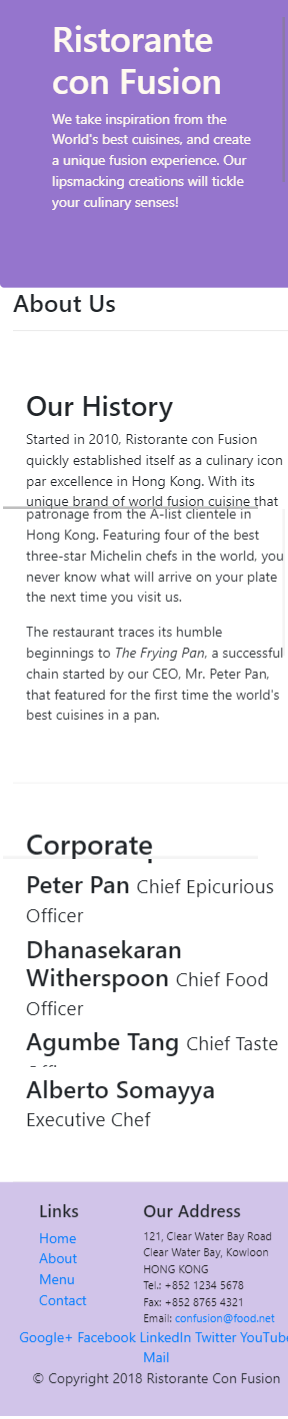 Ristorante
con Fusion
We take inspiration from the
World's best cuisines, and create
a unique fusion experience. Our
lipsmacking creations will tickle
your culinary senses!
About Us
Our History
Started in 2010, Ristorante con Fusion
quickly established itself as a culinary icon
par excellence in Hong Kong. With its
unique brand of world fusion cuisine that
patronage from the A-list clientele in
Hong Kong. Featuring four of the best
three-star Michelin chefs in the world, you
never know what will arrive on your plate
the next time you visit us.
The restaurant traces its humble
beginnings to The Frying Pan, a successful
chain started by our CEO, Mr. Peter Pan,
that featured for the first time the world's
best cuisines in a pan.
Corporate
Peter Pan Chief Epicurious
Officer
Dhanasekaran
Witherspoon Chief Food
Officer
Agumbe Tang Chief Taste
Alberto Somayya
Executive Chef
Links
Home
About
Menu
Contact
Our Address
121, Clear Water Bay Road
Clear Water Bay, Kowloon
HONG KONG
Tel.: +852 1234 5678
Fax: +852 8765 4321
Email: confusion@food.net
Google+ Facebook LinkedIn Twitter YouTube
Mail
© Copyright 2018 Ristorante Con Fusion